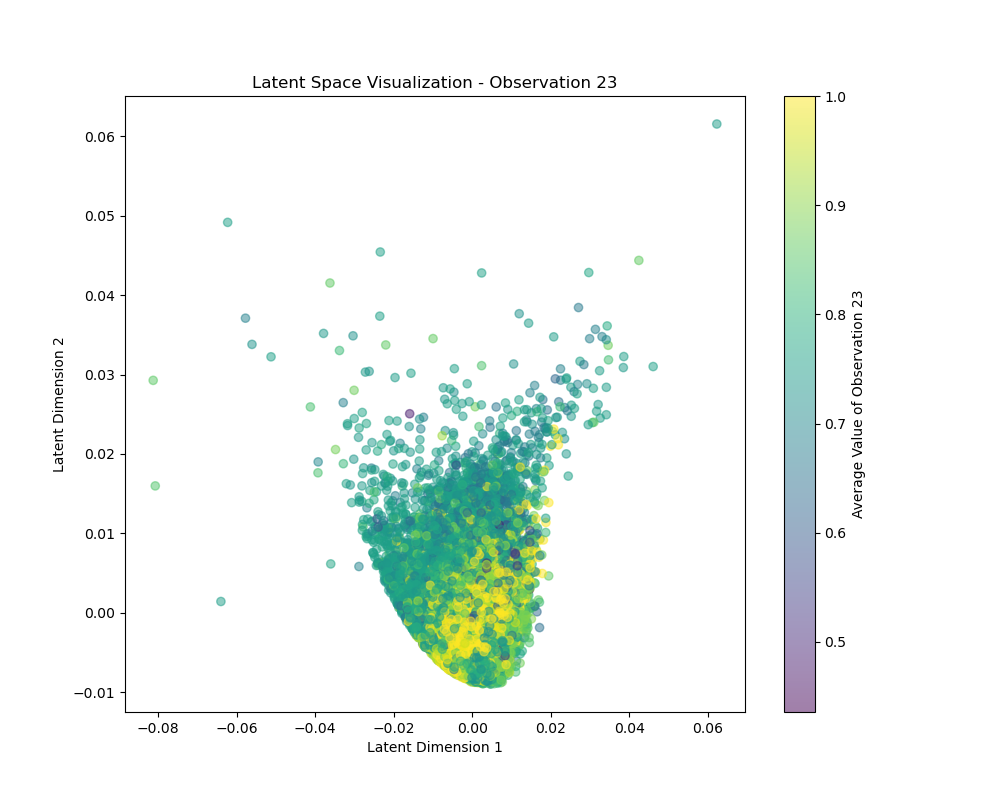 Latent Space Visualization - Observation 23
0.06
0.05
0.04
0.03
0.02
0.01
0.00
−0.01
Latent Dimension 2
−0.08 −0.06 −0.04 −0.02 0.00 0.02 0.04 0.06
Latent Dimension 1
1.0
0.9
0.8
0.7
0.6
0.5
Average Value of Observation 23